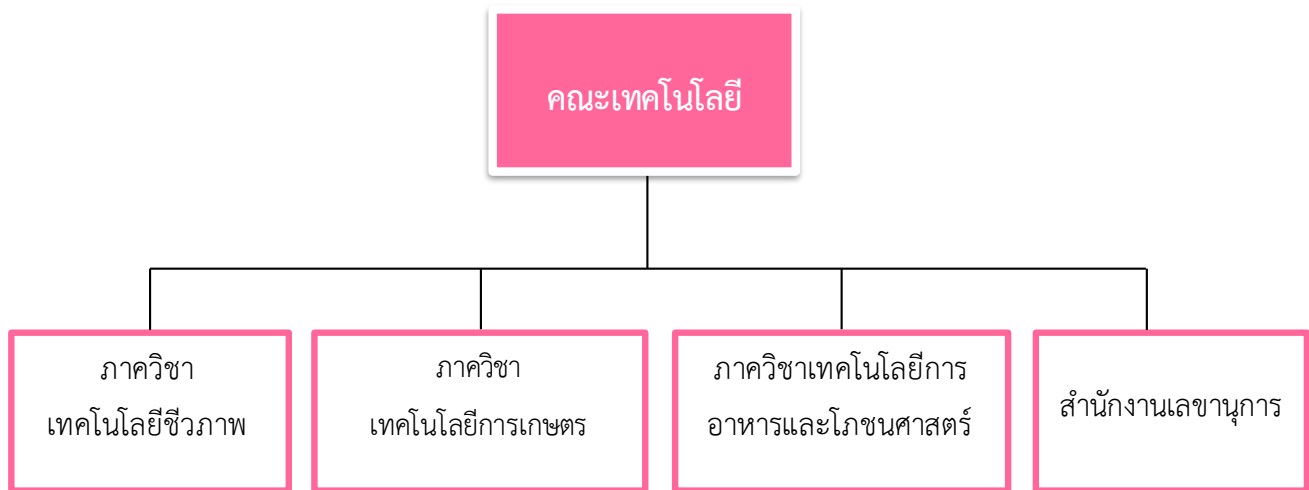 คณะเทคโนโลยี
ภาควิชา
เทคโนโลยีชีวภาพ
ภาควิชา
เทคโนโลยีการเกษตร
ภาควิชาเทคโนโลยีการ
อาหารและโภชนศาสตร์
สำนักงานเลขานุการ